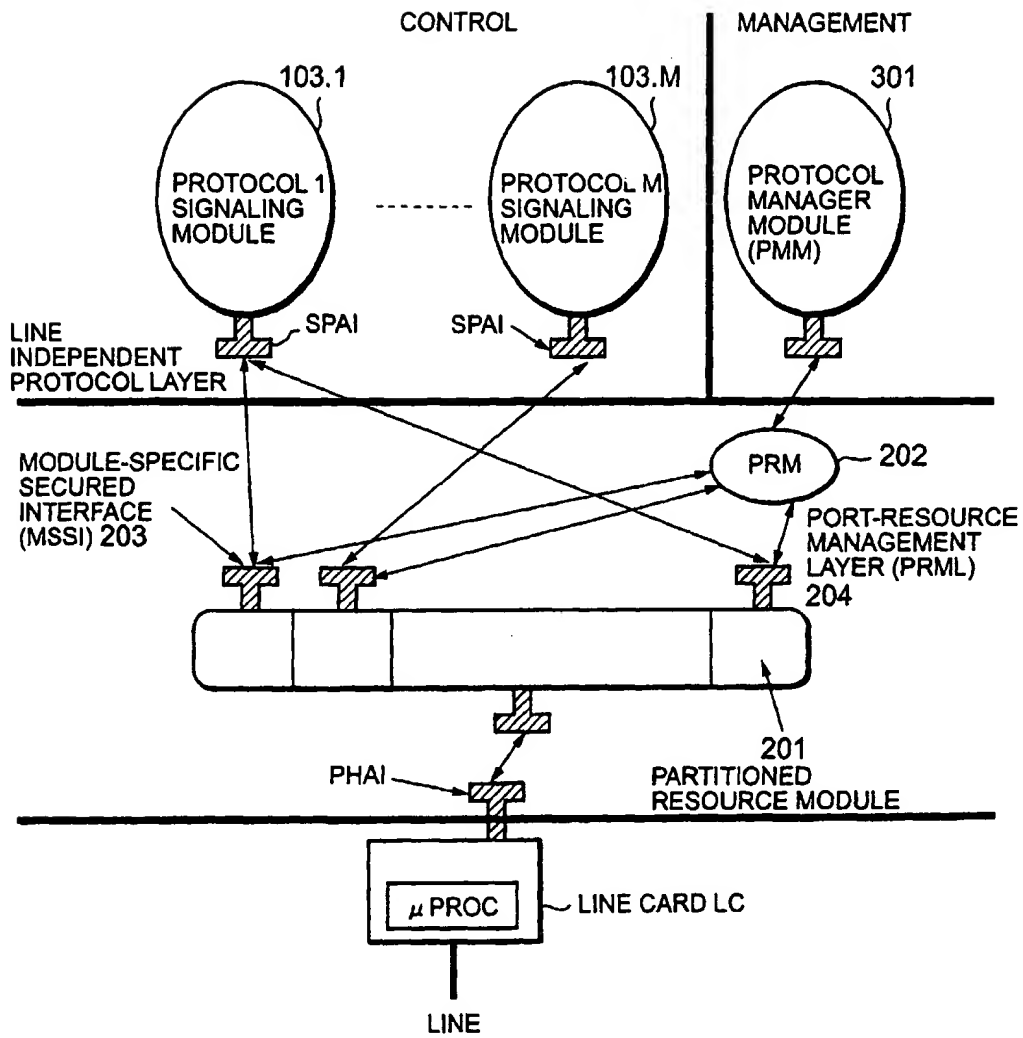 CONTROL
MANAGEMENT
103.1
103.M
301
PROTOCOL 1
SIGNALING
MODULE
PROTOCOL M
SIGNALING
MODULE
PROTOCOL
MANAGER
MODULE
(PMM)
SPAI
SPAI
LINE
INDEPENDENT
PROTOCOL LAYER
MODULE-SPECIFIC
SECURED
INTERFACE
(MSSI) 203
PRM
202
PORT-RESOURCE
MANAGEMENT
LAYER (PRML)
204
201
PARTITIONED
RESOURCE MODULE
PHAI
μ PROC
LINE CARD LC
LINE